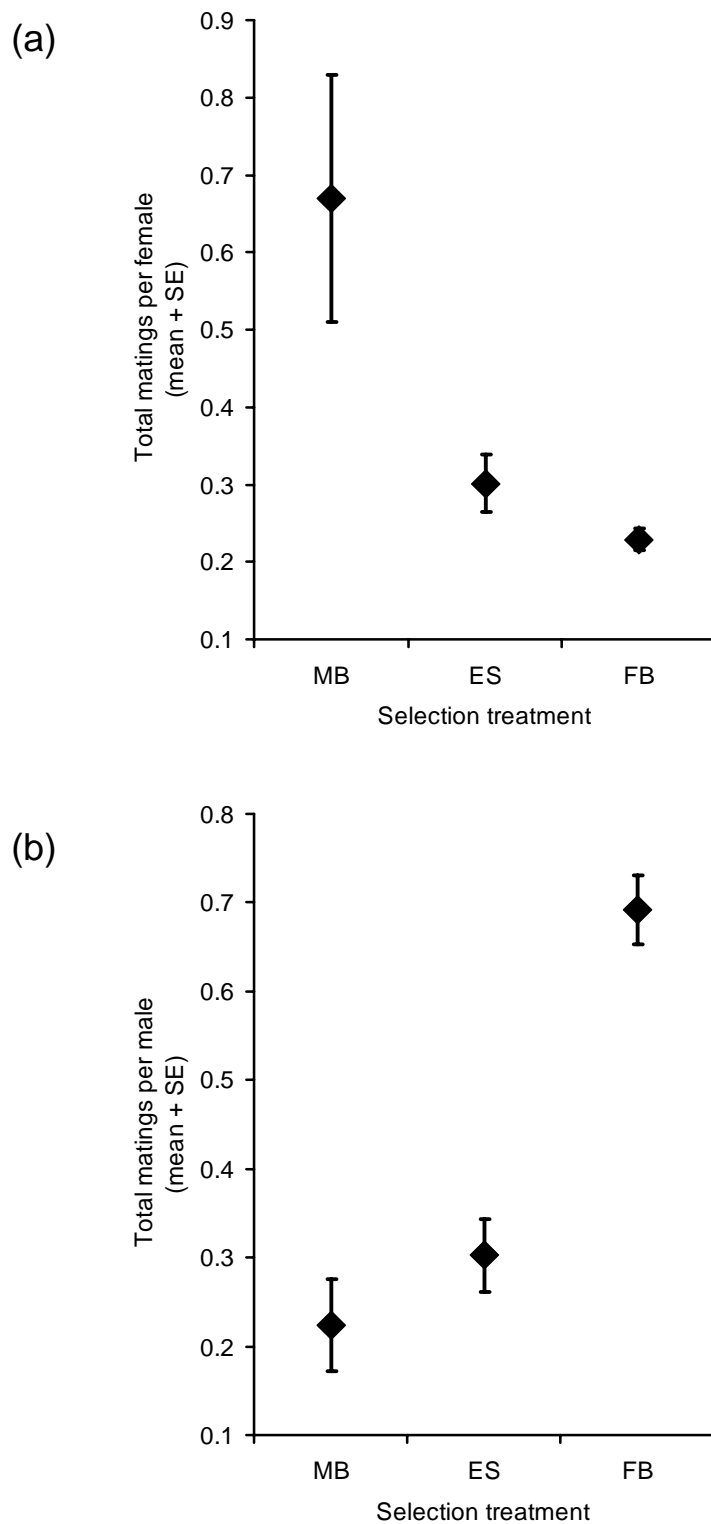 (a)
Total matings per female
(mean + SE)
0.9
0.8
0.7
0.6
0.5
0.4
0.3
0.2
0.1
MB ES FB
Selection treatment
(b)
Total matings per male
(mean + SE)
0.8
0.7
0.6
0.5
0.4
0.3
0.2
0.1
MB ES FB
Selection treatment